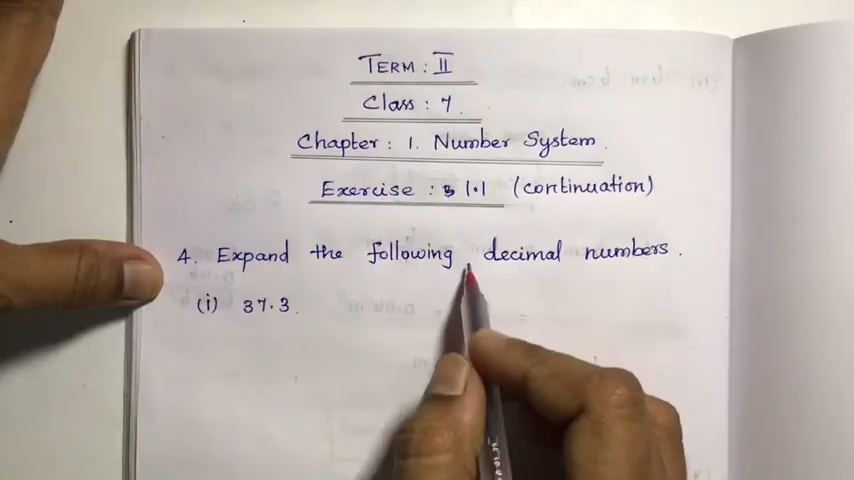 TERM : II
Class : 7.
Chapter : 1. Number System.
Exercise : 1.1 (continuation)
4. Expand the following decimal numbers.
(i) 37.3.